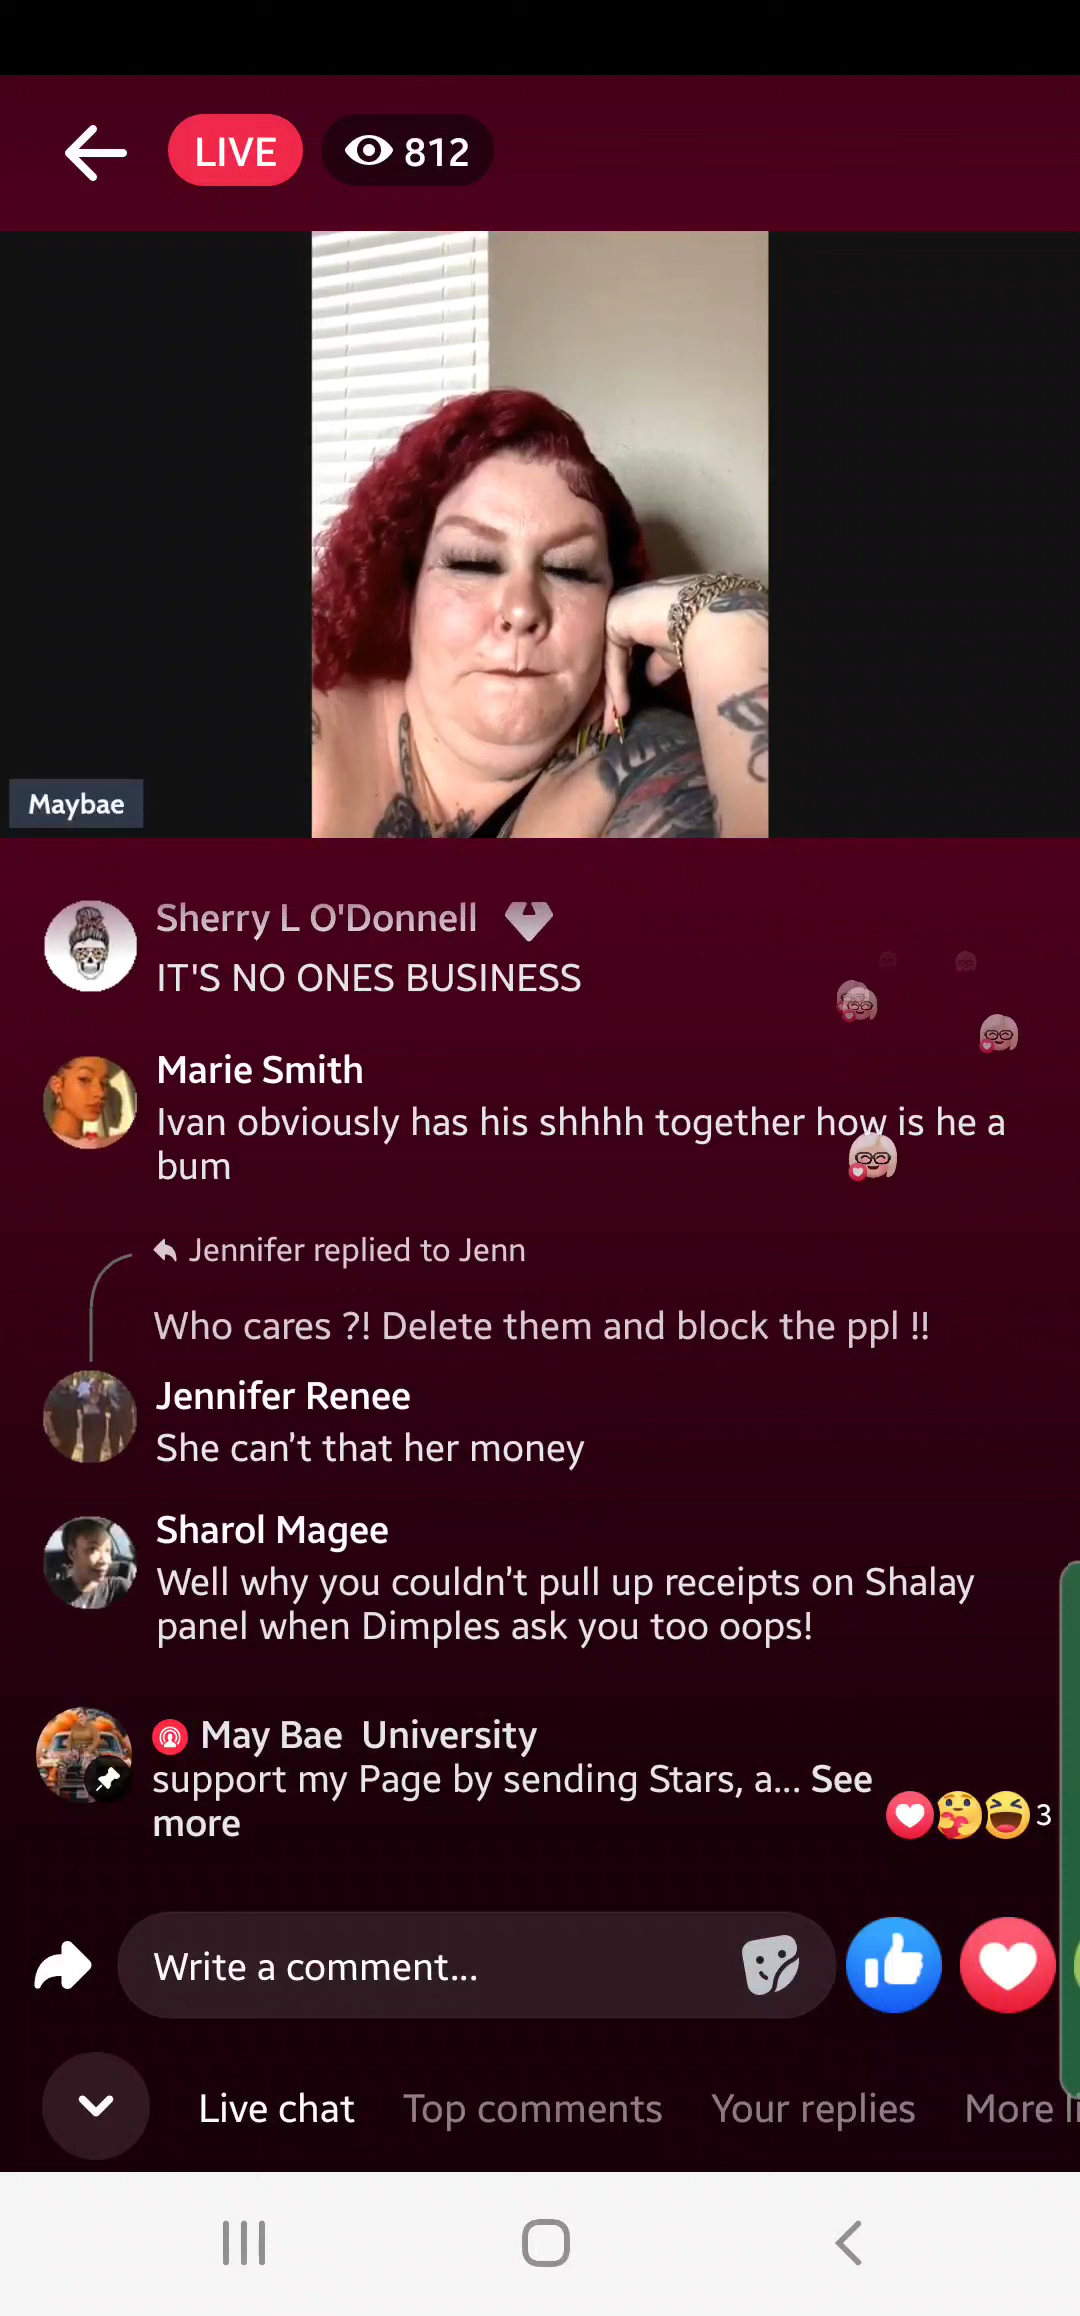 LIVE 812
Maybae
Sherry L O'Donnell
IT'S NO ONES BUSINESS
Marie Smith
Ivan obviously has his shhhh together how is he a
bum
Jennifer replied to Jenn
Who cares ?! Delete them and block the ppl !!
Jennifer Renee
She can't that her money
Sharol Magee
Well why you couldn't pull up receipts on Shalay
panel when Dimples ask you too oops!
May Bae University
support my Page by sending Stars, a... See
more
3
Write a comment...
Live chat Top comments Your replies More li